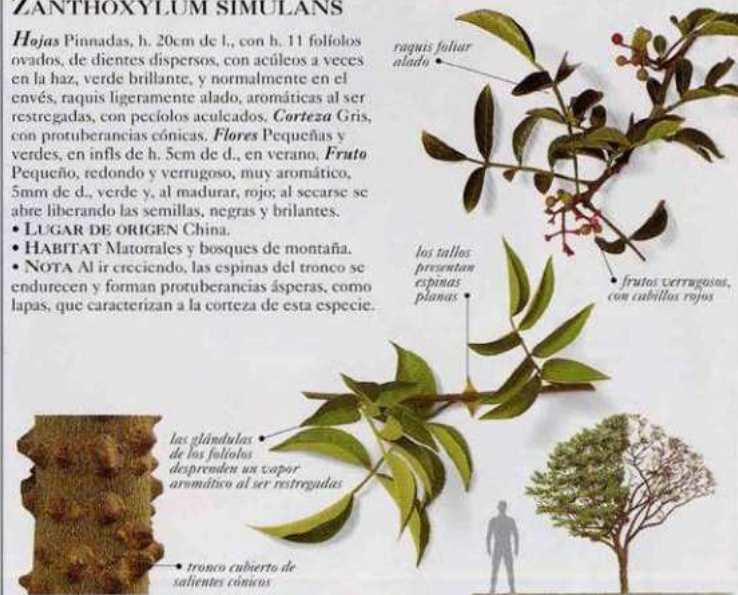 ZANTHOXYLUM SIMULANS
Hojas Pinnadas, h. 20cm de l., con h. 11 folíolos
ovados, de dientes dispersos, con acúleos a veces
en la haz, verde brillante, y normalmente en el
envés, raquis ligeramente alado, aromáticas al ser
restregadas, con pecíolos aculeados. Corteza Gris,
con protuberancias cónicas. Flores Pequeñas y
verdes, en infls de h. 5cm de d., en verano. Fruto
Pequeño, redondo y verrugoso, muy aromático,
5mm de d., verde y, al madurar, rojo; al secarse se
abre liberando las semillas, negras y brilantes.
• LUGAR DE ORIGEN China.
• HABITAT Matorrales y bosques de montaña.
• NOTA Al ir creciendo, las espinas del tronco se
endurecen y forman protuberancias ásperas, como
lapas, que caracterizan a la corteza de esta especie.
raquis foliar
alado
los tallos
presentan
espinas
planas
frutos verrugosos,
con cabillos rojos
las glándulas
de los folíolos
desprenden un vapor
aromático al ser restregadas
tronco cubierto de
salientes cónicos